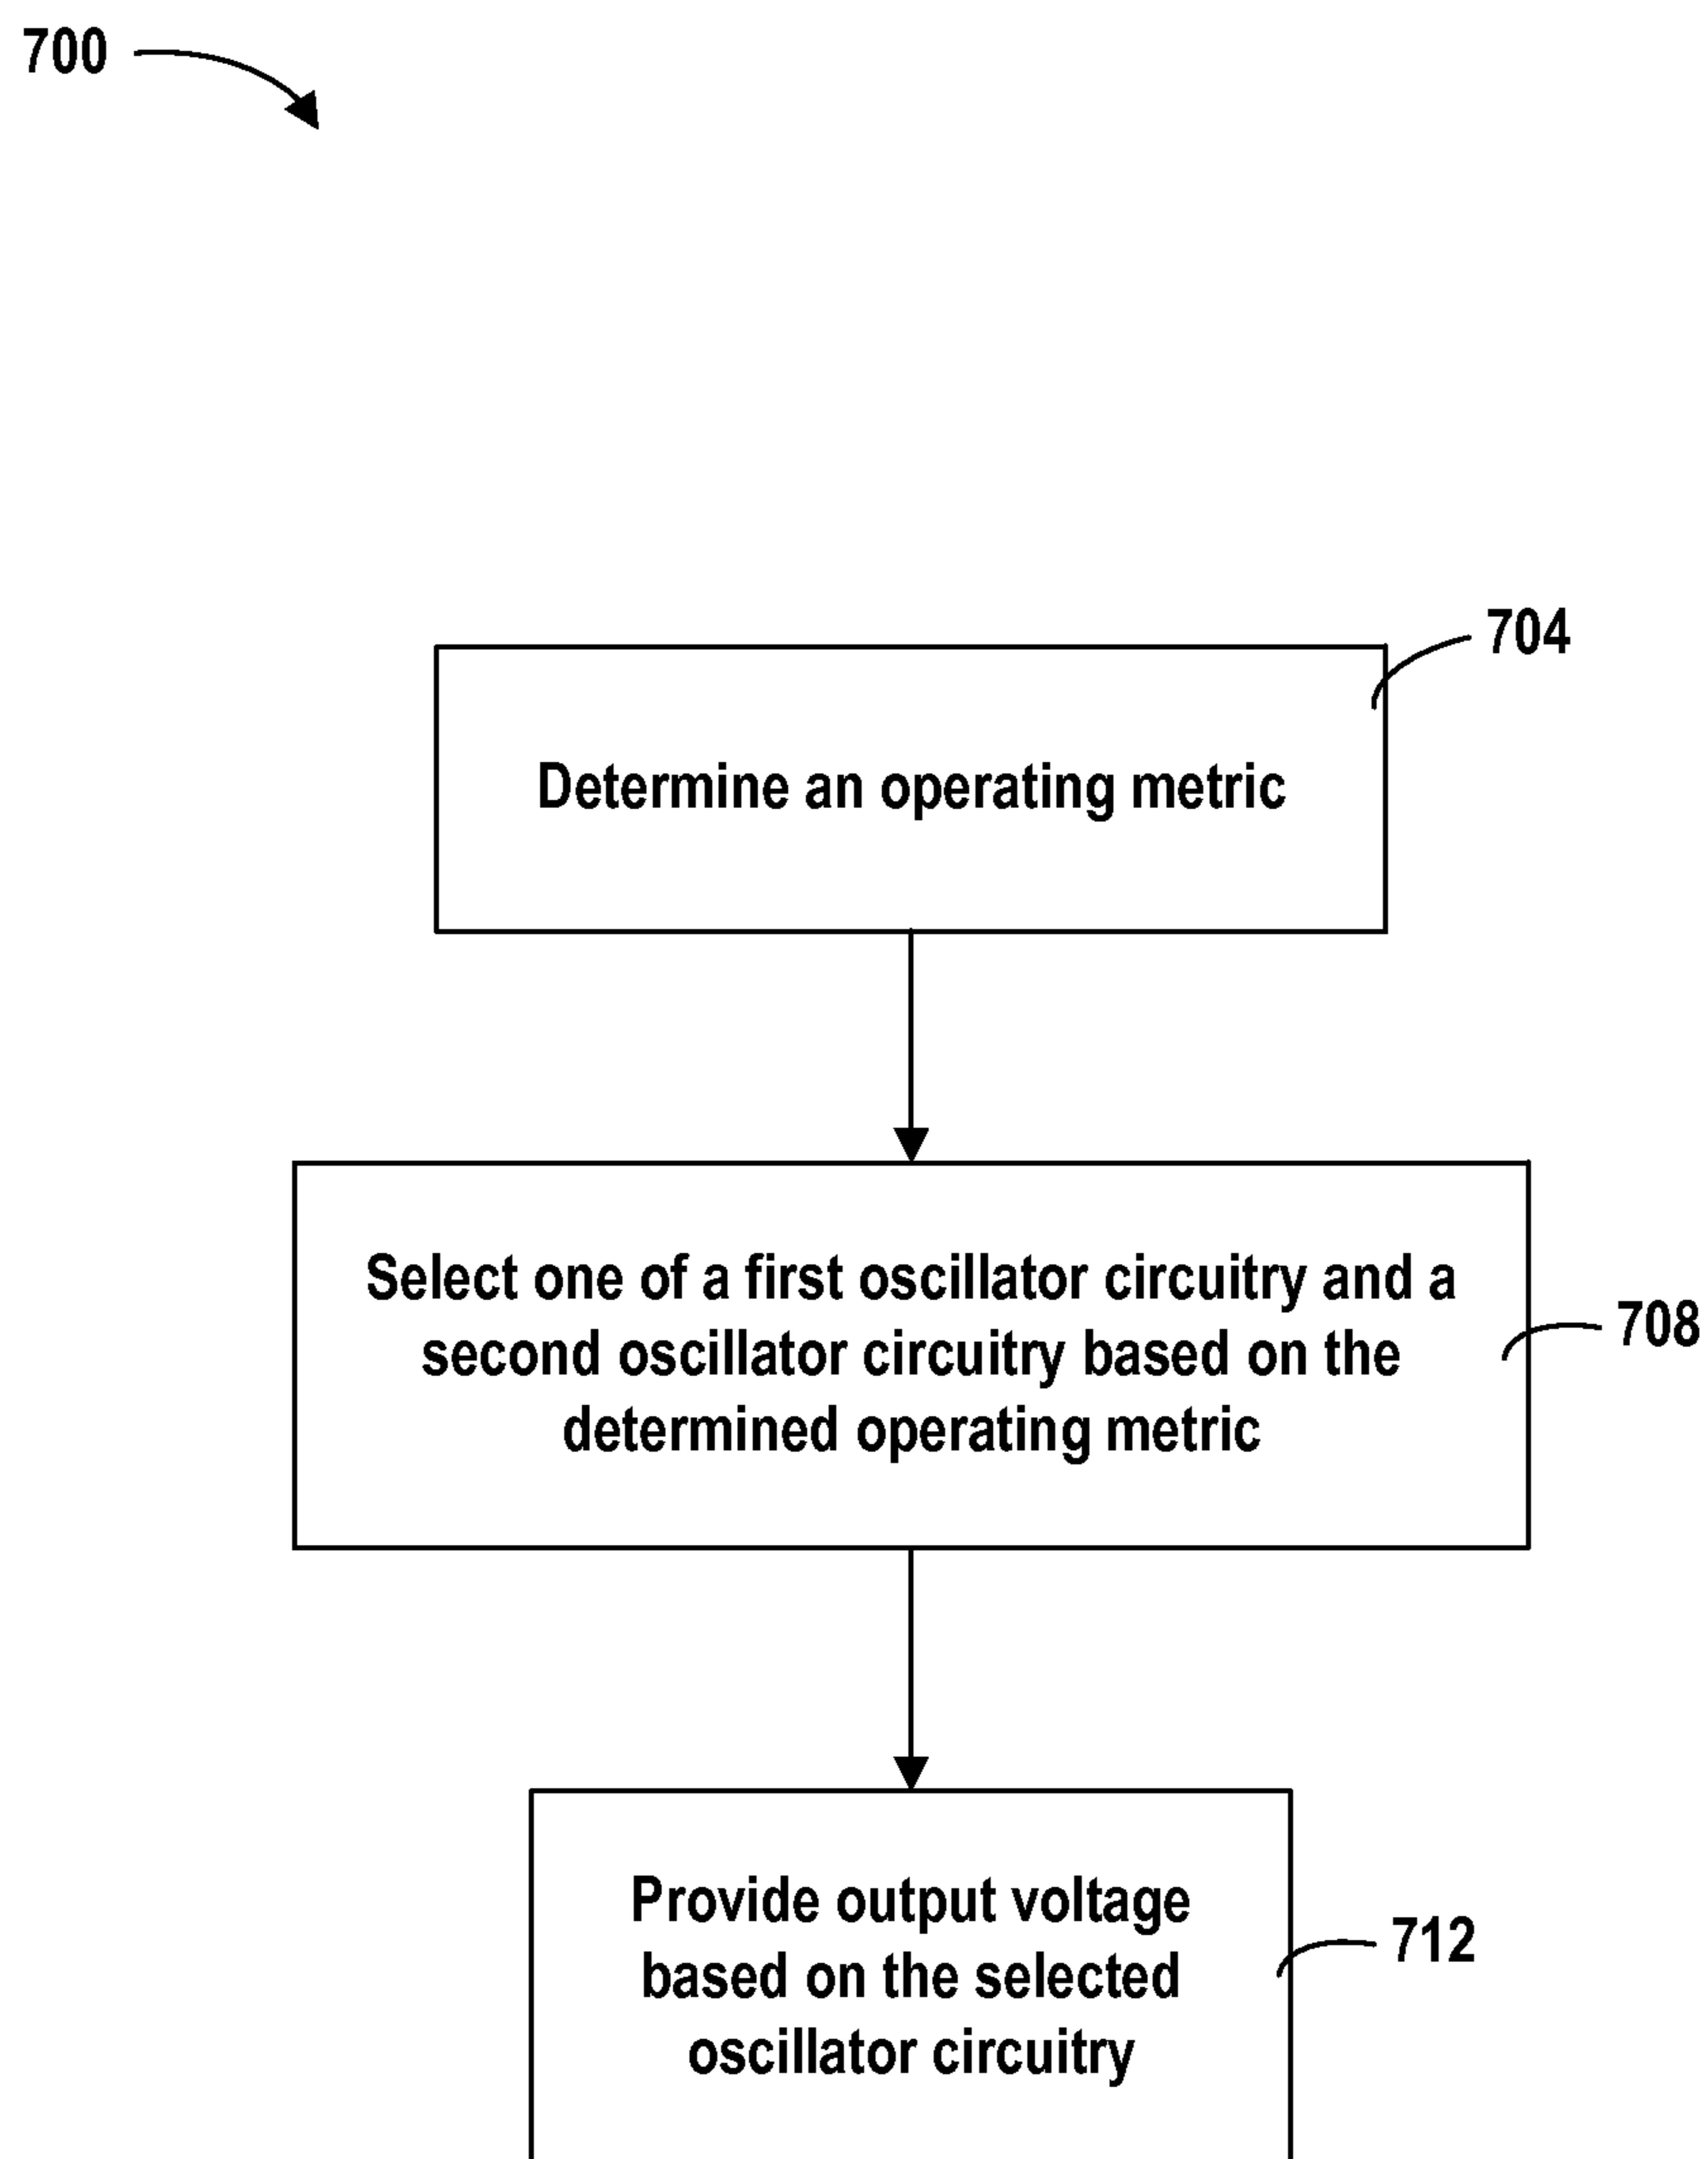 700
704
Determine an operating metric
Select one of a first oscillator circuitry and a
second oscillator circuitry based on the
determined operating metric
708
Provide output voltage
based on the selected
oscillator circuitry
712